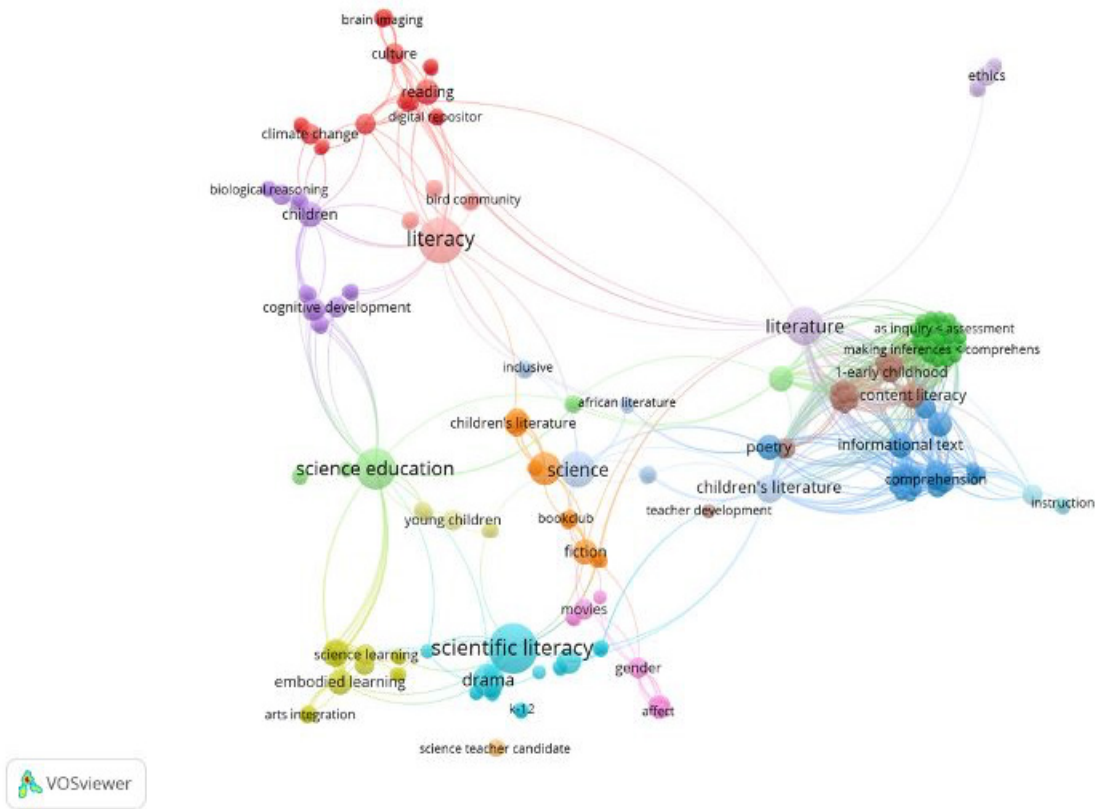 brain imaging
culture
ethics
reading
digital repositor
climate change
biological reasoning
bird community
children
literacy
cognitive development
literature
as inquiry < assessment
making inferences < comprehens
inclusive
1-early childhood
content literacy
african literature
children's literature
poetry
informational text
science education
science
comprehension
children's literature
instruction
teacher development
young children
bookclub
fiction
movies
scientific literacy
science learning
gender
embodied learning
drama
k-12
affect
arts integration
science teacher candidate
VOSviewer